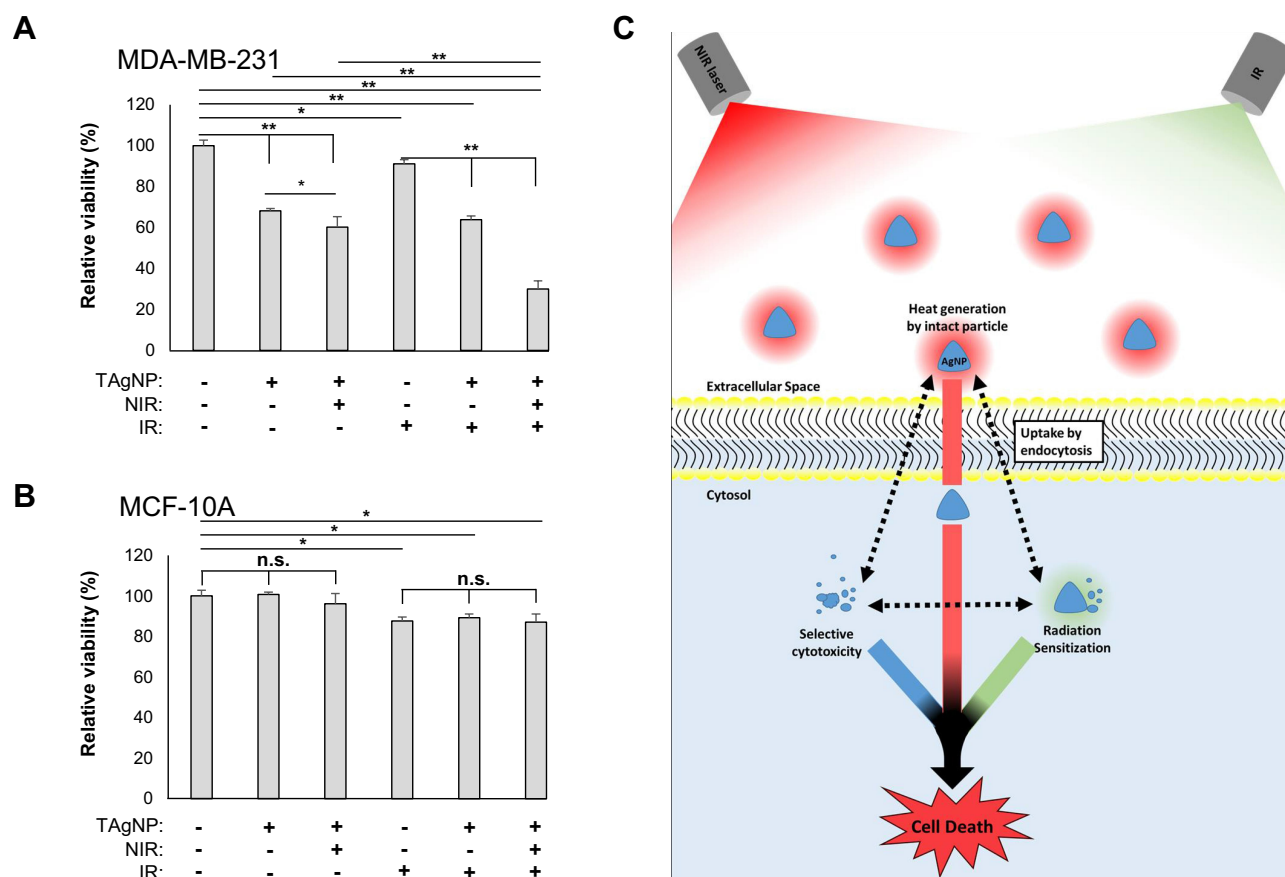 A
MDA-MB-231
**
**
**
**
*
**
**
*
Relative viability (%)
120
100
80
60
40
20
0
TAgNP: - + + - + +
NIR: - - + - - +
IR: - - - + + +
B
MCF-10A
*
*
*
n.s.
n.s.
Relative viability (%)
120
100
80
60
40
20
0
TAgNP: - + + - + +
NIR: - - + - - +
IR: - - - + + +
C
NIR laser
IR
Heat generation
by intact particle
AgNP
Extracellular Space
Uptake by
endocytosis
Cytosol
Selective
cytotoxicity
Radiation
Sensitization
Cell Death